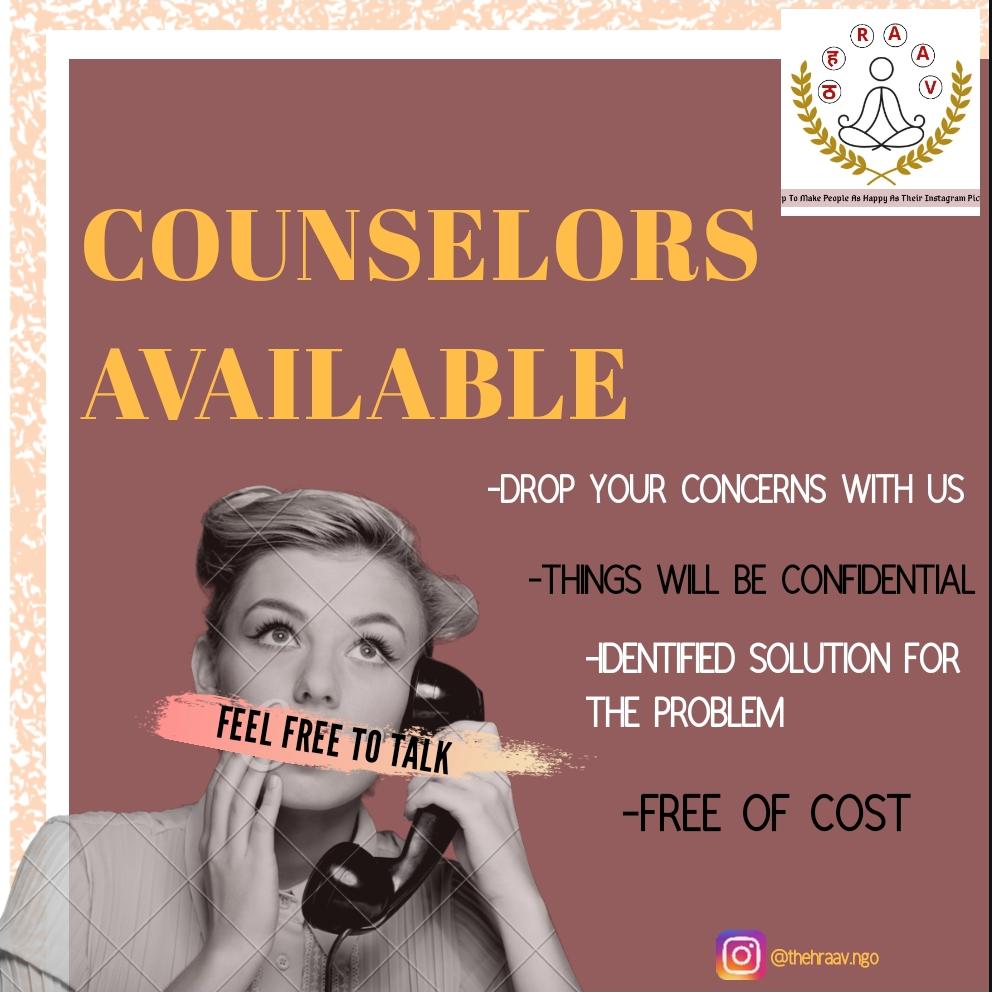 ठ ह R A A V
p To Make People As Happy As Their Instagram Pic
COUNSELORS
AVAILABLE
-DROP YOUR CONCERNS WITH US
-THINGS WILL BE CONFIDENTIAL
-IDENTIFIED SOLUTION FOR
THE PROBLEM
FEEL FREE TO TALK
-FREE OF COST
@thehraav.ngo